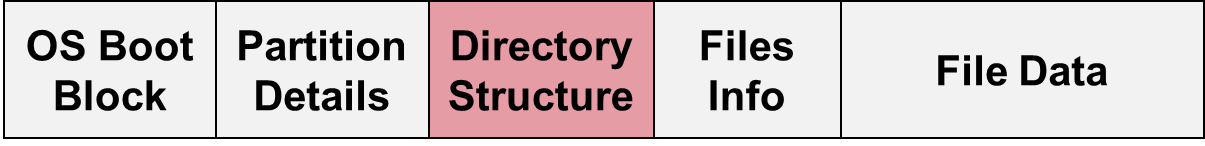 OS Boot
Block
Partition
Details
Directory
Structure
Files
Info
File Data